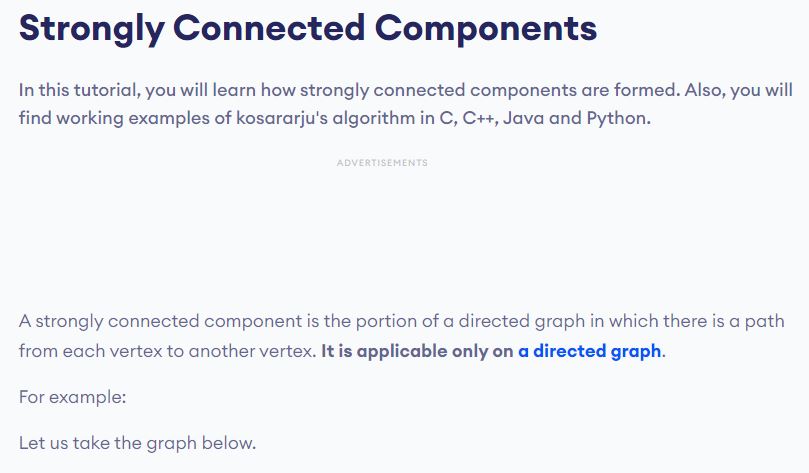 Strongly Connected Components
In this tutorial, you will learn how strongly connected components are formed. Also, you will
find working examples of kosararju's algorithm in C, C++, Java and Python.
ADVERTISEMENTS
A strongly connected component is the portion of a directed graph in which there is a path
from each vertex to another vertex. It is applicable only on a directed graph.
For example:
Let us take the graph below.